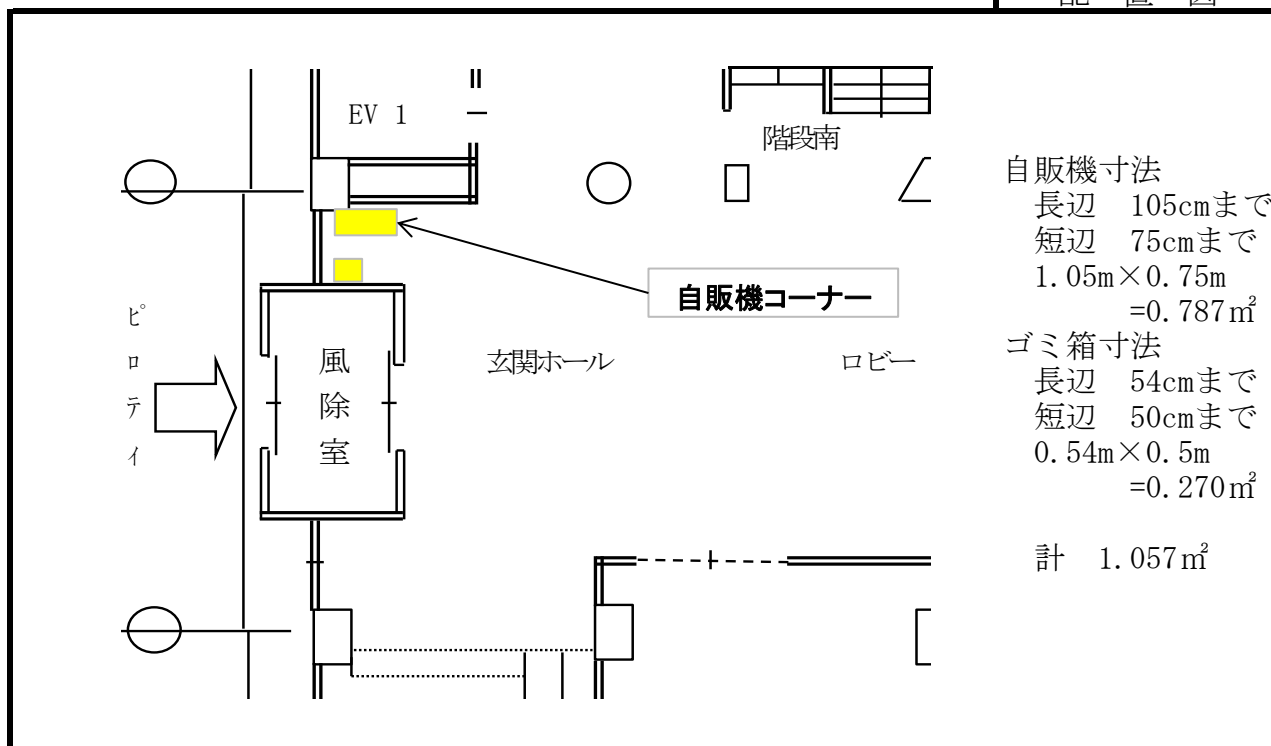 配 置 図
EV 1
階段南
自販機コーナー
ピロテイ
風除室
玄関ホール
ロビー
自販機寸法
長辺 105cmまで
短辺 75cmまで
1.05m×0.75m
=0.787㎡
ゴミ箱寸法
長辺 54cmまで
短辺 50cmまで
0.54m×0.5m
=0.270㎡
計 1.057㎡